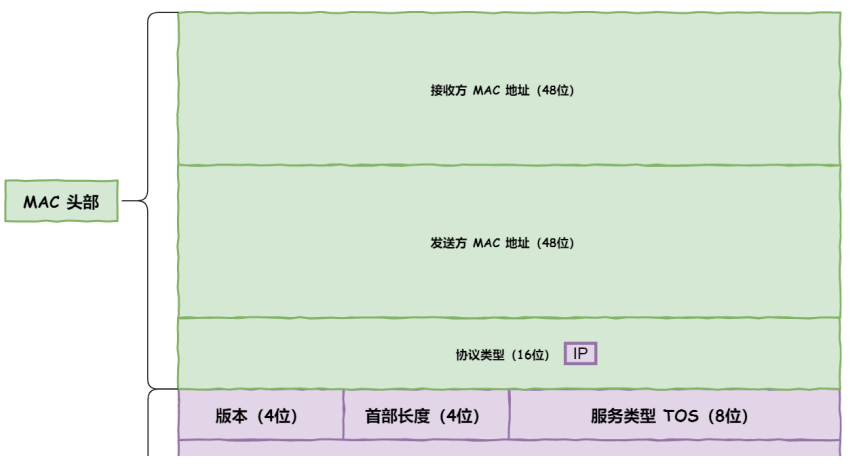 接收方 MAC 地址（48位）
MAC 头部
发送方 MAC 地址（48位）
协议类型（16位） IP
版本（4位） 首部长度（4位） 服务类型 TOS（8位）